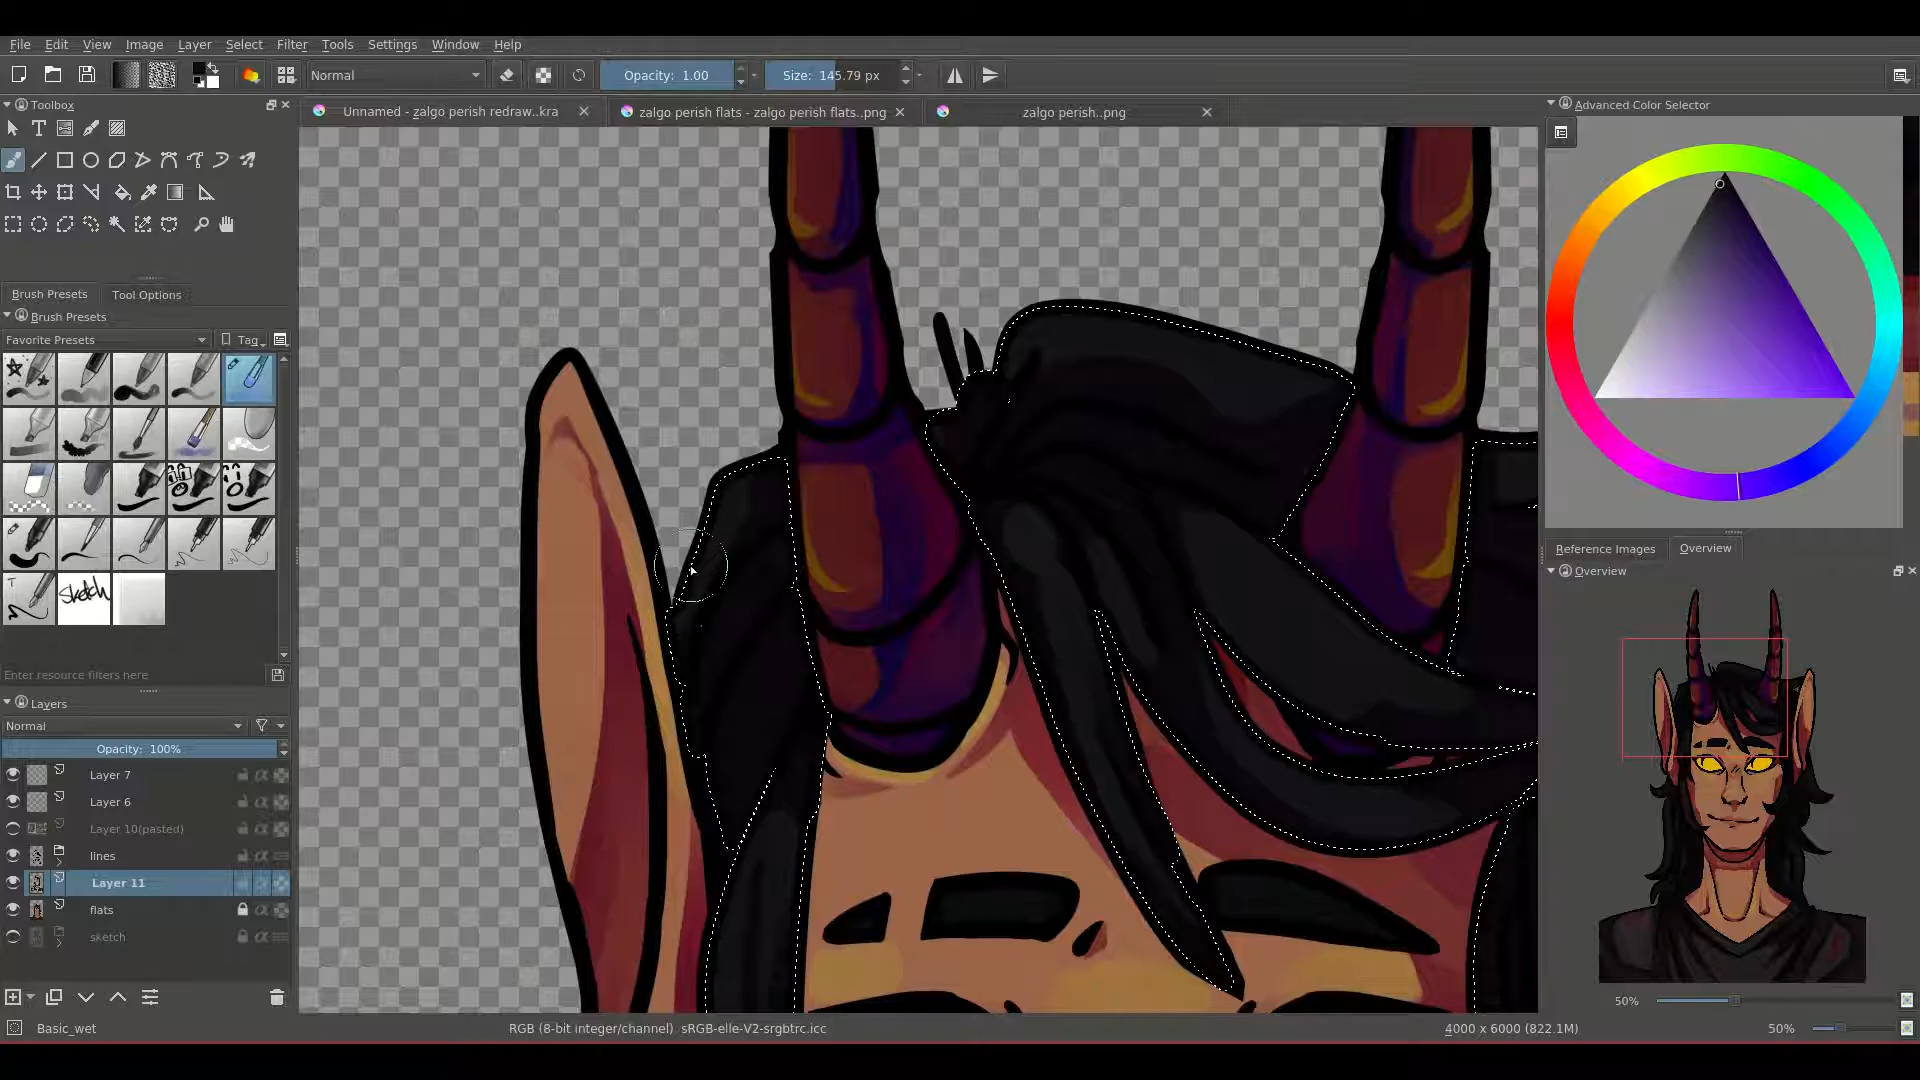 File Edit View Image Layer Select Filter Tools Settings Window Help
Normal
Opacity: 1.00
Size: 145.79 px
Toolbox
Unnamed - zalgo perish redraw..kra
zalgo perish flats - zalgo perish flats..png
zalgo perish..png
Advanced Color Selector
Brush Presets
Tool Options
Brush Presets
Favorite Presets
Tag
T
Sketch
Enter resource filters here
Layers
Normal
Opacity: 100%
Layer 7
Layer 6
Layer 10(pasted)
lines
Layer 11
flats
sketch
Reference Images
Overview
Overview
50%
Basic_wet
RGB (8-bit integer/channel) sRGB-elle-V2-srgbtrc.icc
4000 x 6000 (822.1M)
50%